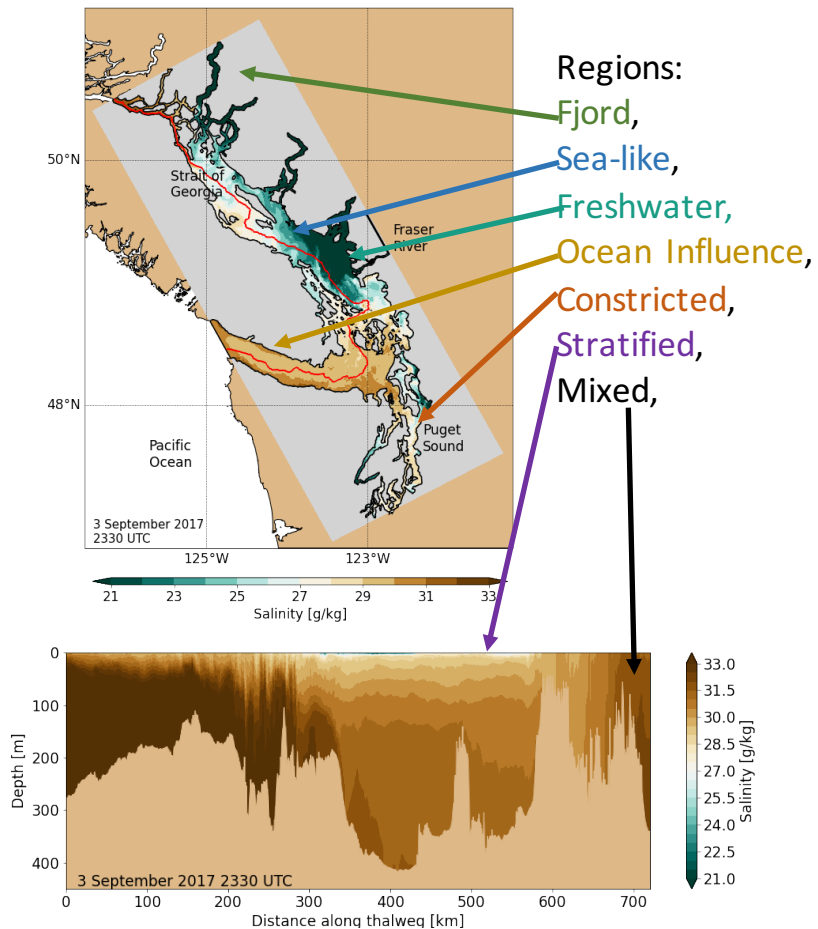 Regions:
Fjord,
Sea-like,
Freshwater,
Ocean Influence,
Constricted,
Stratified,
Mixed,
50°N
48°N
Strait of
Georgia
Fraser
River
Pacific
Ocean
Puget
Sound
3 September 2017
2330 UTC
125°W
123°W
21
23
25
27
29
31
33
Salinity [g/kg]
0
100
200
300
400
Depth [m]
3 September 2017 2330 UTC
0
100
200
300
400
500
600
700
Distance along thalweg [km]
33.0
31.5
30.0
28.5
27.0
25.5
24.0
22.5
21.0
Salinity [g/kg]